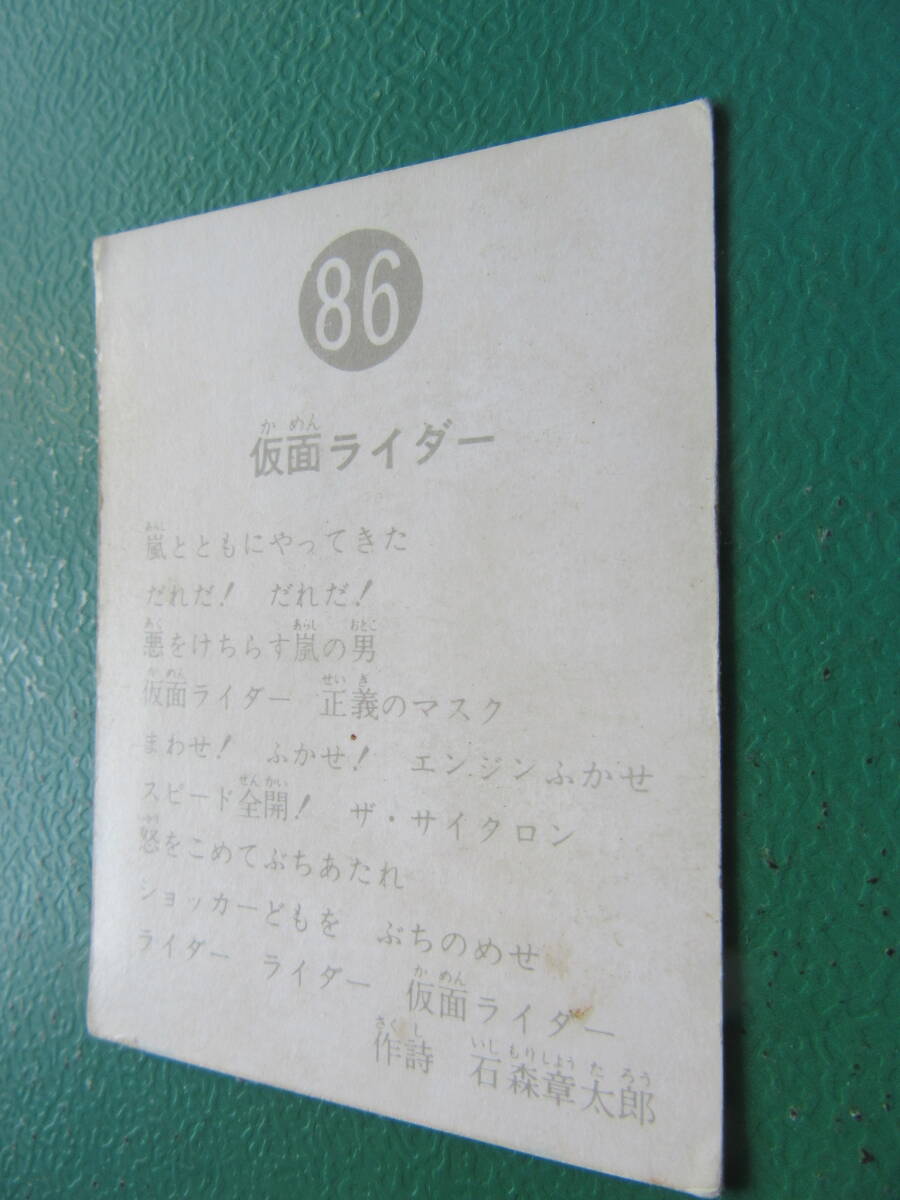 86
仮面ライダー
嵐とともにやってきた
だれだ! だれだ!
悪をけちらす嵐の男
仮面ライダー 正義のマスク
まわせ! ふかせ! エンジンふかせ
スピード全開! ザ・サイクロン
怒をこめてぶちあたれ
ショッカーどもを ぶちのめせ
ライダー ライダー 仮面ライダー
作詩 石森章太郎